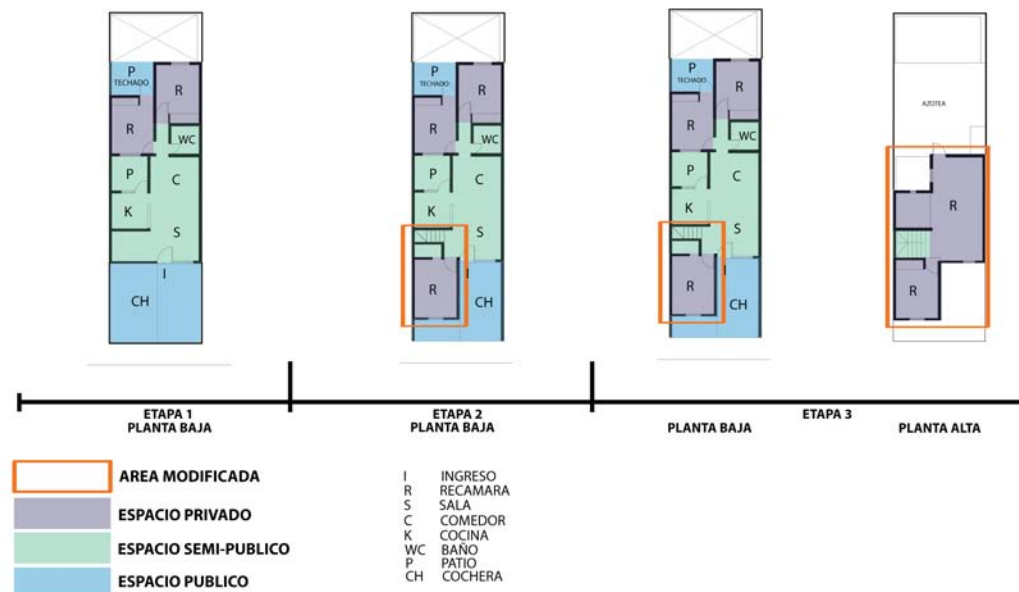 P
TECHADO
R
R
WC
P
C
K
S
I
CH
P
TECHADO
R
R
WC
P
C
K
S
I
R
CH
P
TECHADO
R
R
WC
P
C
K
S
I
R
CH
AZOTEA
R
R
ETAPA 1
PLANTA BAJA
ETAPA 2
PLANTA BAJA
ETAPA 3
PLANTA BAJA
PLANTA ALTA
AREA MODIFICADA
ESPACIO PRIVADO
ESPACIO SEMI-PUBLICO
ESPACIO PUBLICO
I INGRESO
R RECAMARA
S SALA
C COMEDOR
K COCINA
WC BAÑO
P PATIO
CH COCHERA